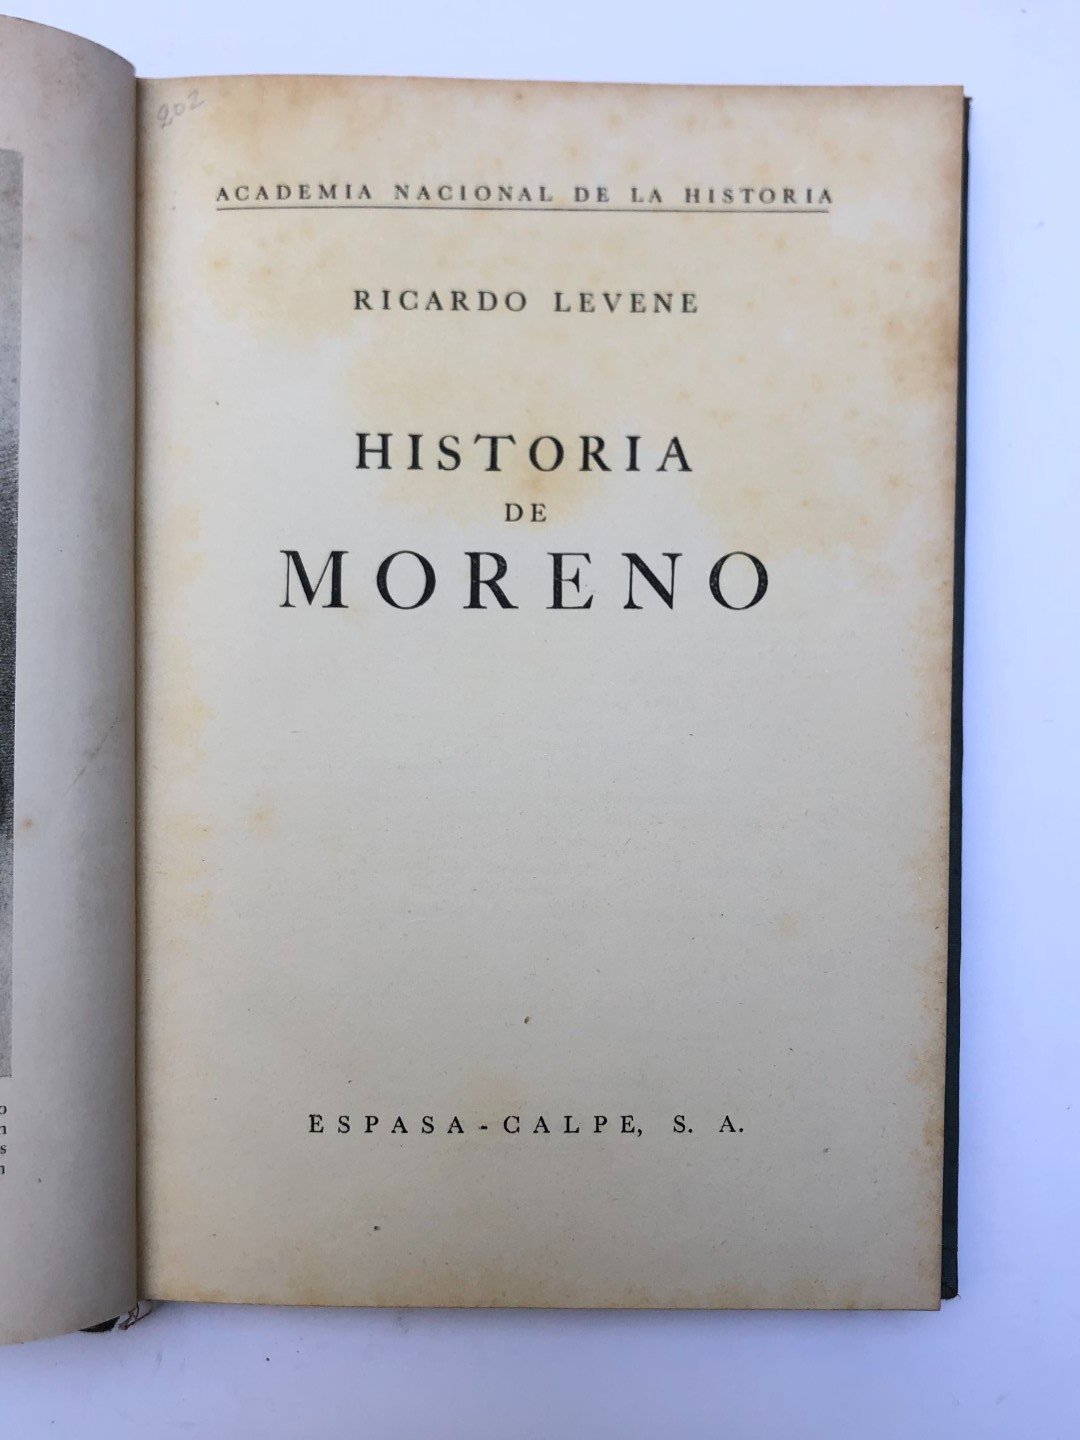 202
ACADEMIA NACIONAL DE LA HISTORIA
RICARDO LEVENE
HISTORIA
DE
MORENO
ESPASA - CALPE, S. A.